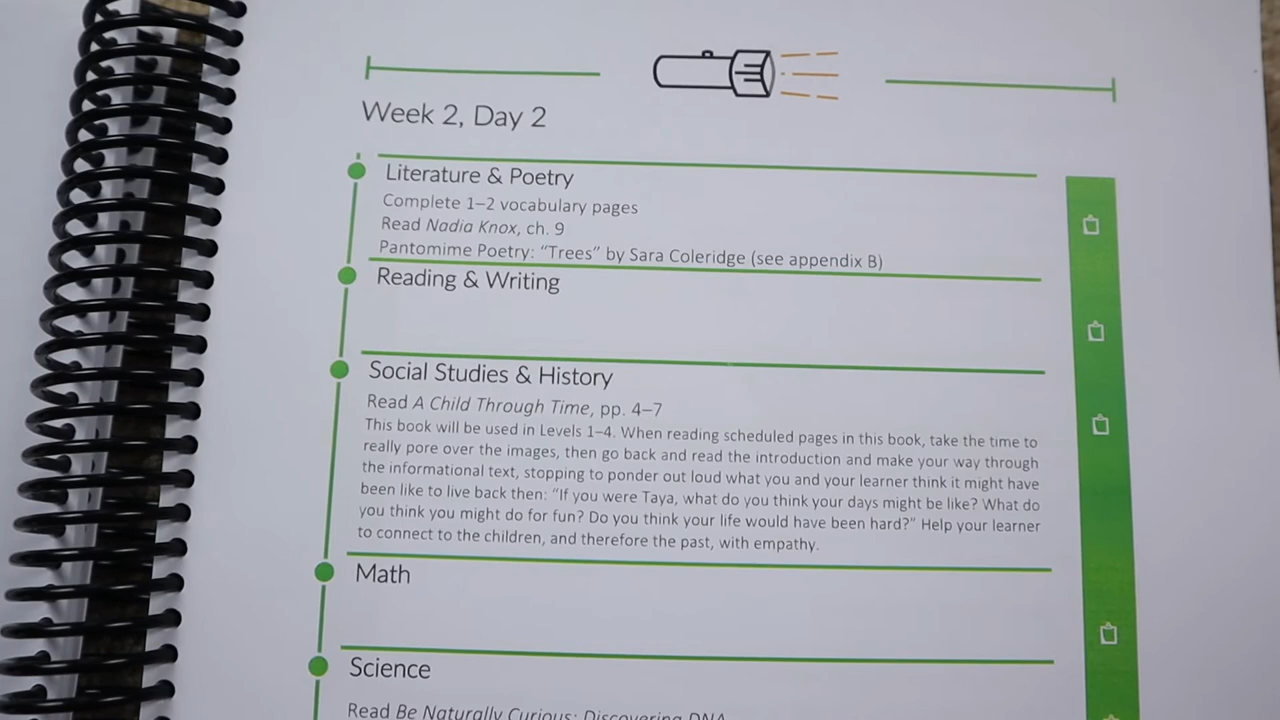 Week 2, Day 2
Literature & Poetry
Complete 1–2 vocabulary pages
Read Nadia Knox, ch. 9
Pantomime Poetry: “Trees” by Sara Coleridge (see appendix B)
Reading & Writing
Social Studies & History
Read A Child Through Time, pp. 4–7
This book will be used in Levels 1–4. When reading scheduled pages in this book, take the time to
really pore over the images, then go back and read the introduction and make your way through
the informational text, stopping to ponder out loud what you and your learner think it might have
been like to live back then: “If you were Taya, what do you think your days might be like? What do
you think you might do for fun? Do you think your life would have been hard?” Help your learner
to connect to the children, and therefore the past, with empathy.
Math
Science
Read Be Naturally Curious: Discovering DNA